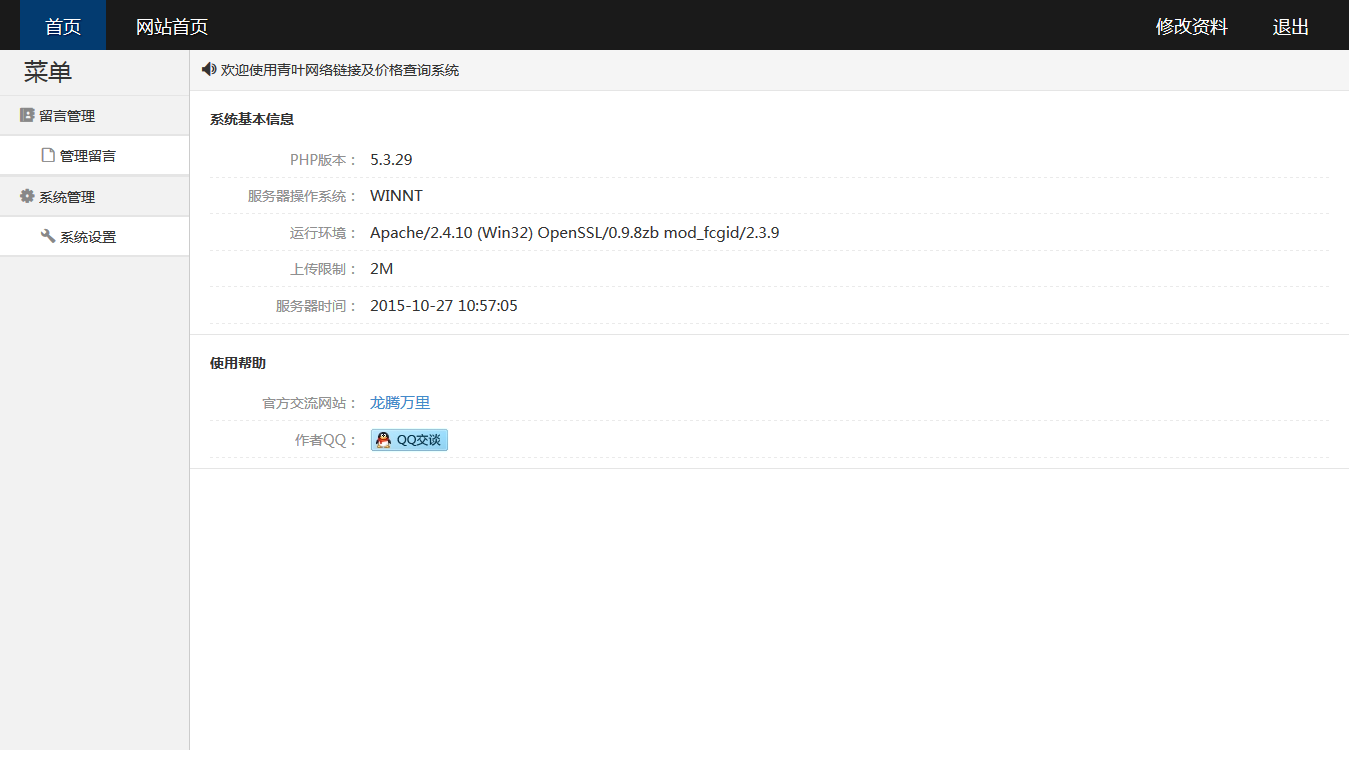 首页 网站首页 修改资料 退出
菜单
欢迎使用青叶网络链接及价格查询系统
留言管理
管理留言
系统管理
系统设置
系统基本信息
PHP版本： 5.3.29
服务器操作系统： WINNT
运行环境： Apache/2.4.10 (Win32) OpenSSL/0.9.8zb mod_fcgid/2.3.9
上传限制： 2M
服务器时间： 2015-10-27 10:57:05
使用帮助
官方交流网站： 龙腾万里
作者QQ： QQ交谈